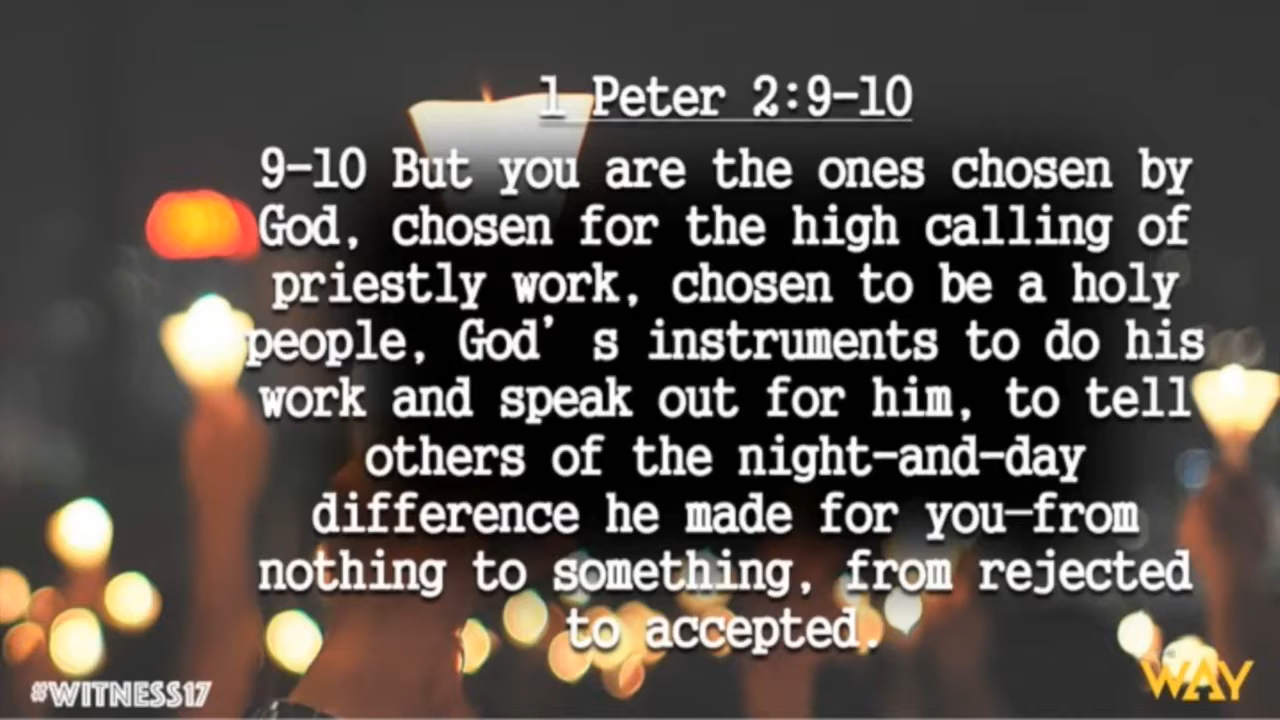 1 Peter 2:9-10
9-10 But you are the ones chosen by
God, chosen for the high calling of
priestly work, chosen to be a holy
people, God’s instruments to do his
work and speak out for him, to tell
others of the night-and-day
difference he made for you—from
nothing to something, from rejected
to accepted.
#WITNESS17
WAY